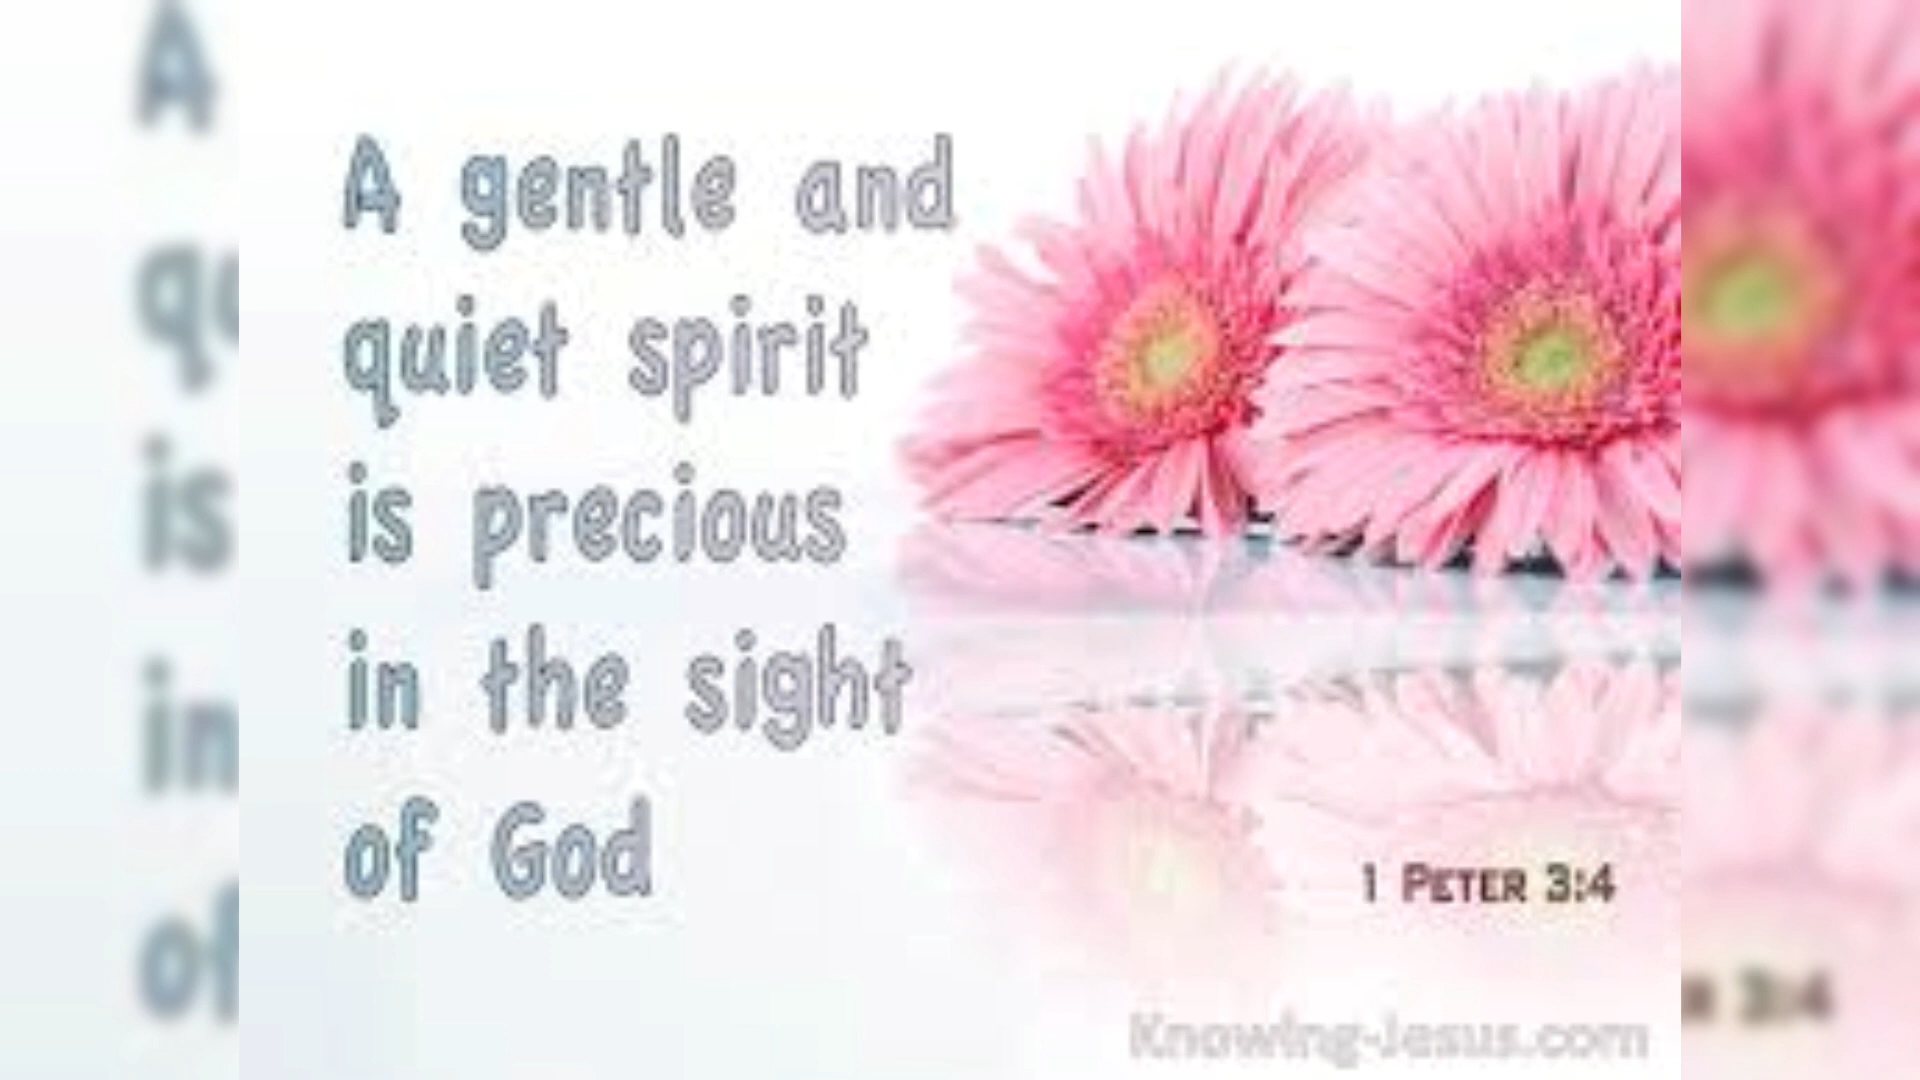 A gentle and
quiet spirit
is precious
in the sight
of God
1 PETER 3:4
Knowing-Jesus.com